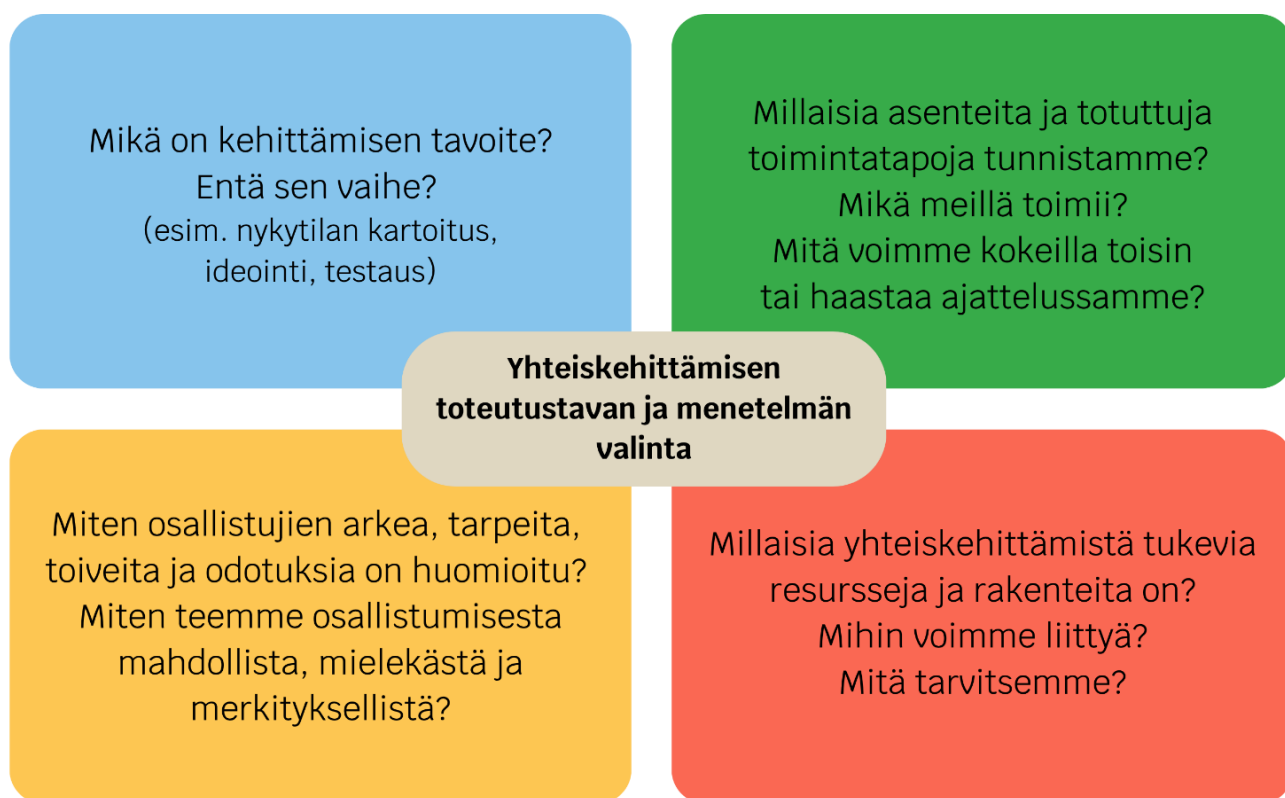 Mikä on kehittämisen tavoite?
Entä sen vaihe?
(esim. nykytilan kartoitus,
ideointi, testaus)
Millaisia asenteita ja totuttuja
toimintatapoja tunnistamme?
Mikä meillä toimii?
Mitä voimme kokeilla toisin
tai haastaa ajattelussamme?
Yhteiskehittämisen
toteutustavan ja menetelmän
valinta
Miten osallistujien arkea, tarpeita,
toiveita ja odotuksia on huomioitu?
Miten teemme osallistumisesta
mahdollista, mielekästä ja
merkityksellistä?
Millaisia yhteiskehittämistä tukevia
resursseja ja rakenteita on?
Mihin voimme liittyä?
Mitä tarvitsemme?